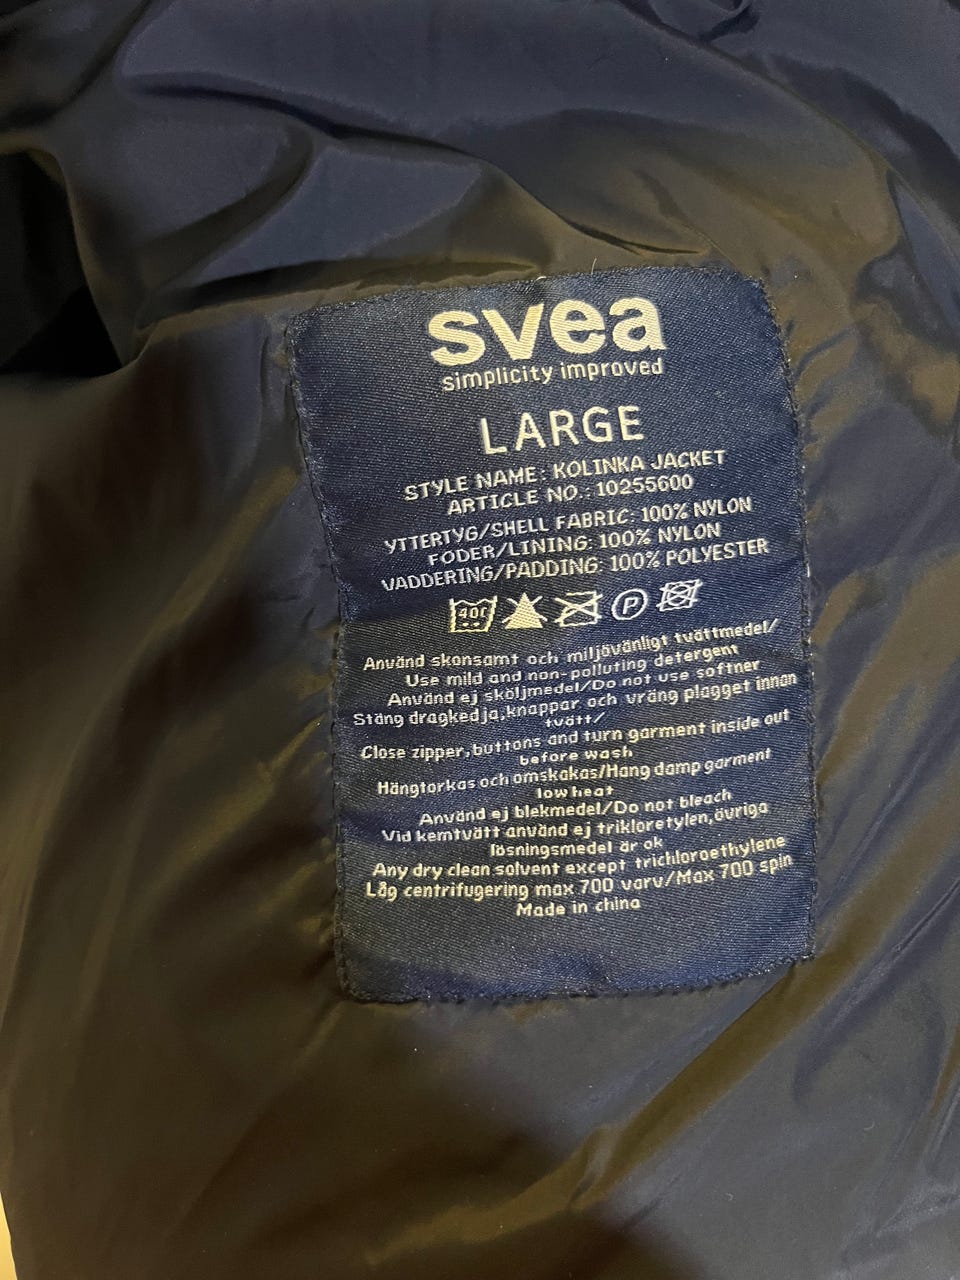 svea
simplicity improved
LARGE
STYLE NAME: KOLINKA JACKET
ARTICLE NO.: 10255600
YTTERTYG/SHELL FABRIC: 100% NYLON
FODER/LINING: 100% NYLON
VADDERING/PADDING: 100% POLYESTER
40C P
Använd skonsamt och miljövänligt tvättmedel/
Use mild and non-polluting detergent
Använd ej sköljmedel/Do not use softner
Stäng dragkedja,knappar och vräng plagget innan
tvätt/
Close zipper,buttons and turn garment inside out
before wash
Hängtorkas och omskakas/Hang damp garment
low heat
Använd ej blekmedel/Do not bleach
Vid kemtvätt använd ej trikloretylen,övriga
lösningsmedel är ok
Any dry clean solvent except trichloroethylene
Låg centrifugering max 700 varv/Max 700 spin
Made in china